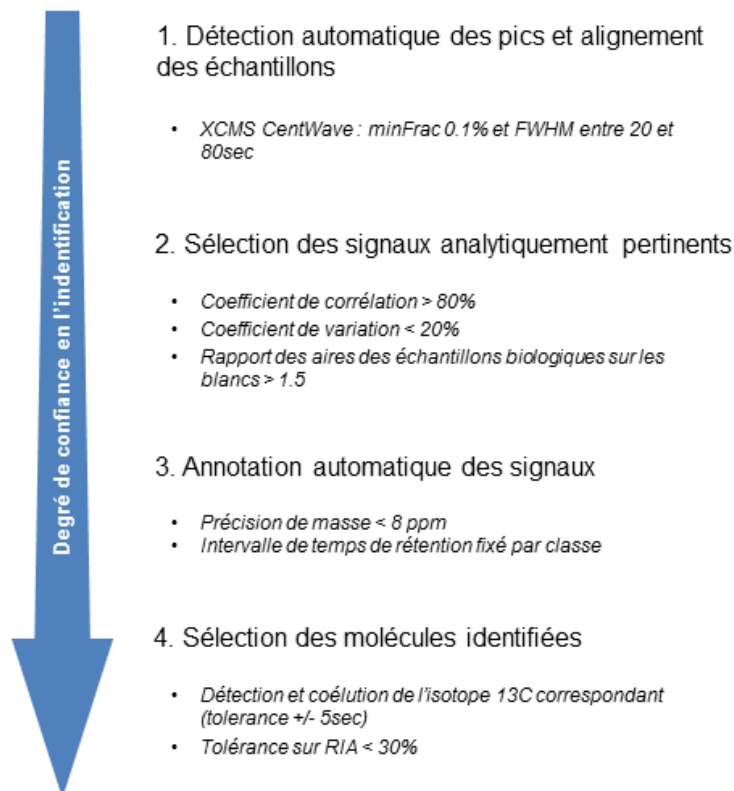 1. Détection automatique des pics et alignement
des échantillons
• XCMS CentWave : minFrac 0.1% et FWHM entre 20 et
80sec
2. Sélection des signaux analytiquement pertinents
• Coefficient de corrélation > 80%
• Coefficient de variation < 20%
• Rapport des aires des échantillons biologiques sur les
blancs > 1.5
3. Annotation automatique des signaux
• Précision de masse < 8 ppm
• Intervalle de temps de rétention fixé par classe
4. Sélection des molécules identifiées
• Détection et coélution de l'isotope 13C correspondant
(tolerance +/- 5sec)
• Tolérance sur RIA < 30%
Degré de confiance en l'indentification